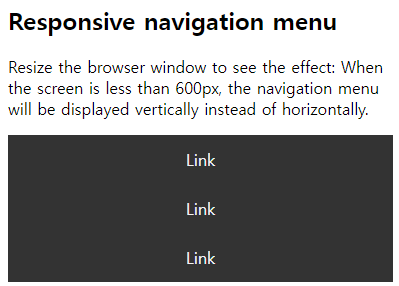 Responsive navigation menu
Resize the browser window to see the effect: When
the screen is less than 600px, the navigation menu
will be displayed vertically instead of horizontally.
Link
Link
Link